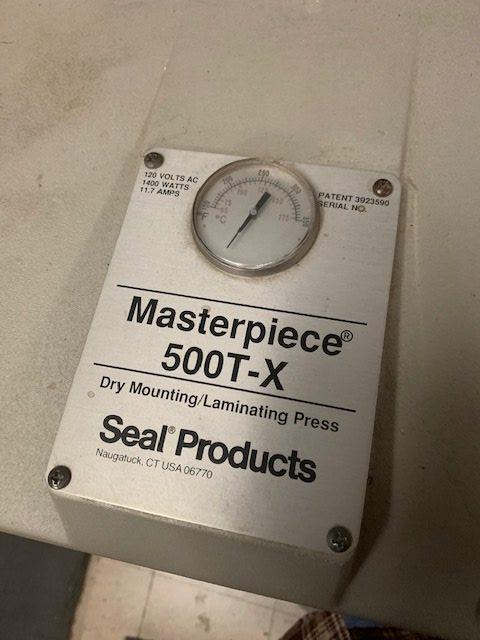 120 VOLTS AC
1400 WATTS
11.7 AMPS
PATENT 3923590
SERIAL NO.
°C
Masterpiece®
500T-X
Dry Mounting/Laminating Press
Seal® Products
Naugatuck, CT USA 06770